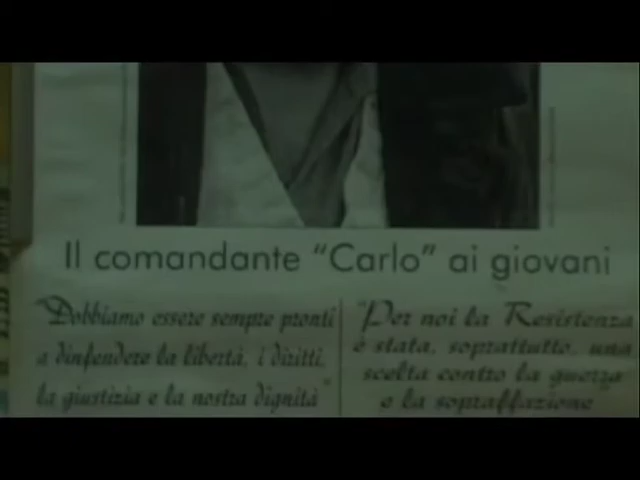 Il comandante "Carlo" ai giovani
"Dobbiamo essere sempre pronti
a dinfendere la libertà, i diritti,
la giustizia e la nostra dignità"
"Per noi la Resistenza
è stata, soprattutto, una
scelta contro la guerra
e la sopraffazione